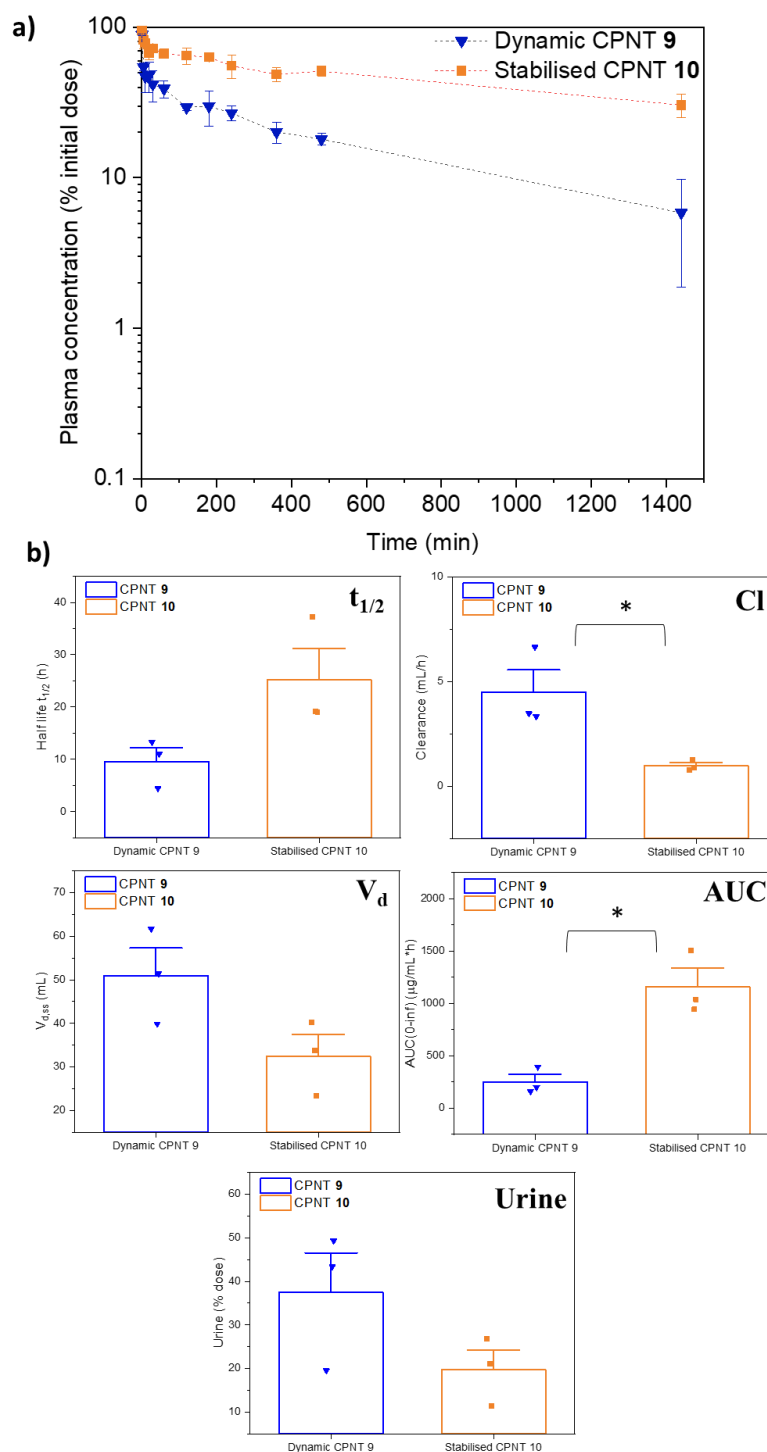 a)
100
10
1
0.1
Plasma concentration (% initial dose)
Dynamic CPNT 9
Stabilised CPNT 10
0 200 400 600 800 1000 1200 1400
Time (min)
b)
CPNT 9
CPNT 10
t1/2
40
30
20
10
0
Half life t1/2 (h)
Dynamic CPNT 9 Stabilised CPNT 10
CPNT 9
CPNT 10
Cl
*
10
5
0
Clearance (mL/h)
Dynamic CPNT 9 Stabilised CPNT 10
CPNT 9
CPNT 10
Vd
70
60
50
40
30
20
Vd,ss (mL)
Dynamic CPNT 9 Stabilised CPNT 10
CPNT 9
CPNT 10
AUC
*
2000
1500
1000
500
0
AUC(0-inf) (µg/mL*h)
Dynamic CPNT 9 Stabilised CPNT 10
CPNT 9
CPNT 10
Urine
60
50
40
30
20
10
Urine (% dose)
Dynamic CPNT 9 Stabilised CPNT 10